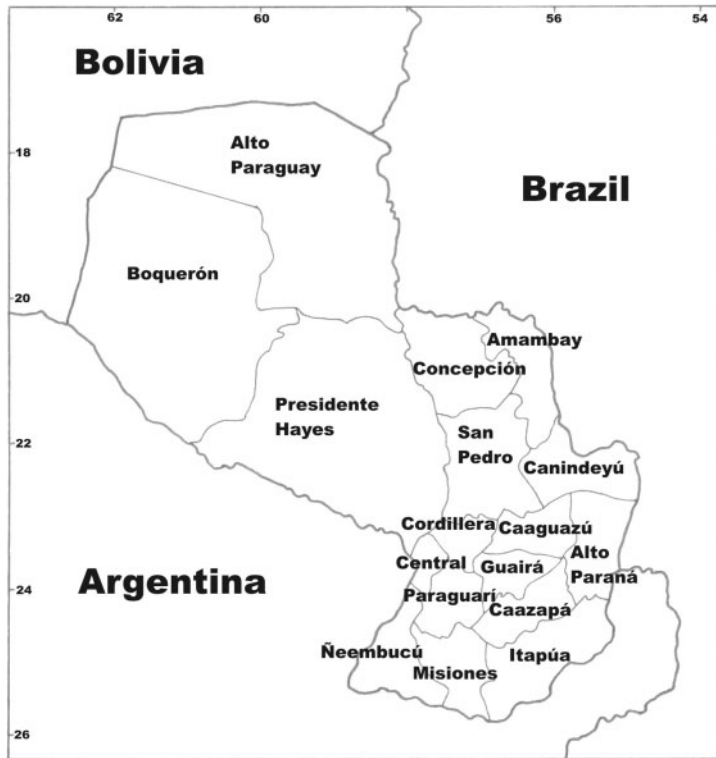 62 60 56 54
Bolivia
Alto
Paraguay
18
Brazil
Boquerón
20
Amambay
Concepción
Presidente
Hayes
San
Pedro
22
Canindeyú
Cordillera
Caaguazú
Central
Guairá
Alto
Paraná
Argentina
24
Paraguarí
Caazapá
Ñeembucú
Itapúa
Misiones
26